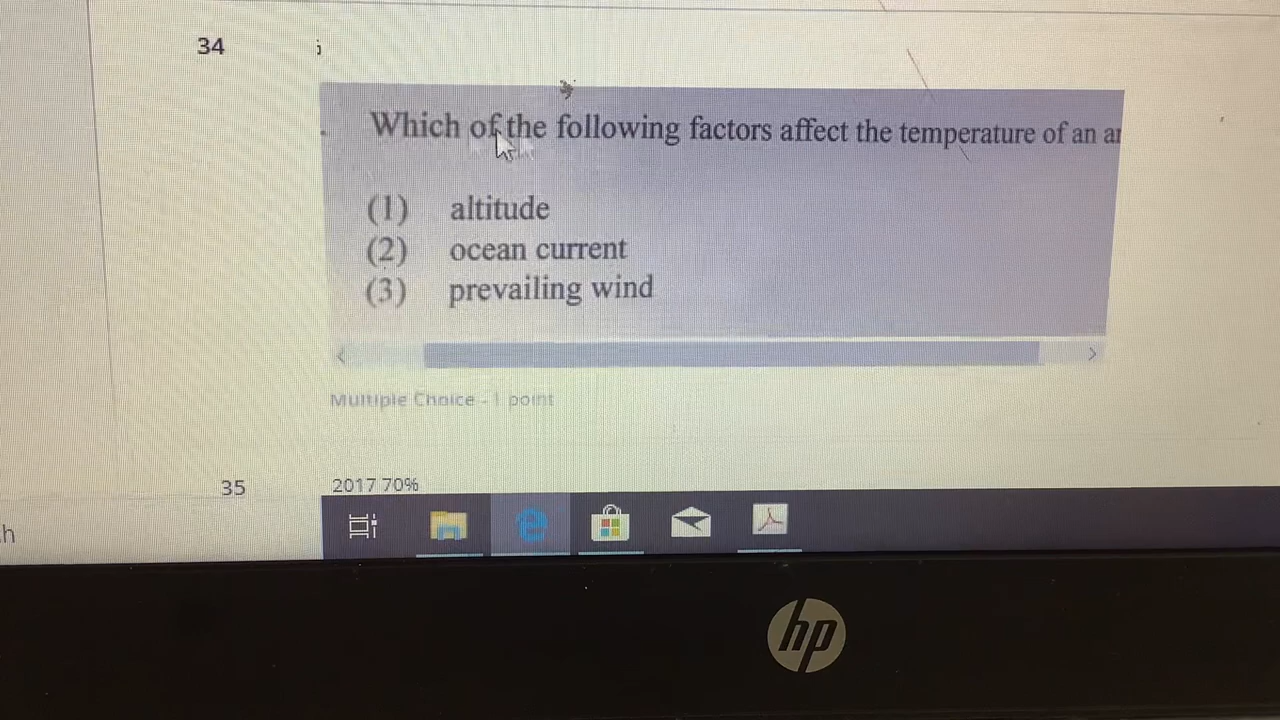 34
Which of the following factors affect the temperature of an
(1) altitude
(2) ocean current
(3) prevailing wind
Multiple Choice - 1 point
35
2017 70%
hp